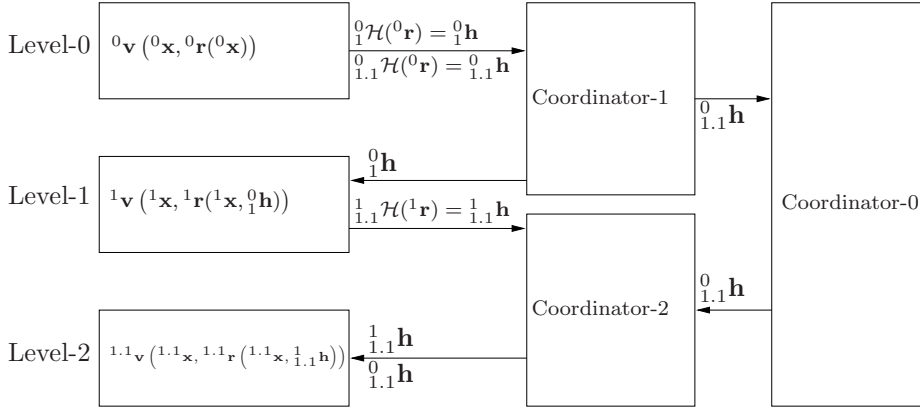 Level-0
⁰v (⁰x, ⁰r(⁰x))
⁰₁ℋ(⁰r) = ⁰₁h
⁰₁.₁ℋ(⁰r) = ⁰₁.₁h
Coordinator-1
⁰₁.₁h
⁰₁h
Level-1
¹v (¹x, ¹r(¹x, ⁰₁h))
¹₁.₁ℋ(¹r) = ¹₁.₁h
Coordinator-0
Coordinator-2
⁰₁.₁h
Level-2
¹·¹v (¹·¹x, ¹·¹r (¹·¹x, ¹₁.₁h))
¹₁.₁h
⁰₁.₁h